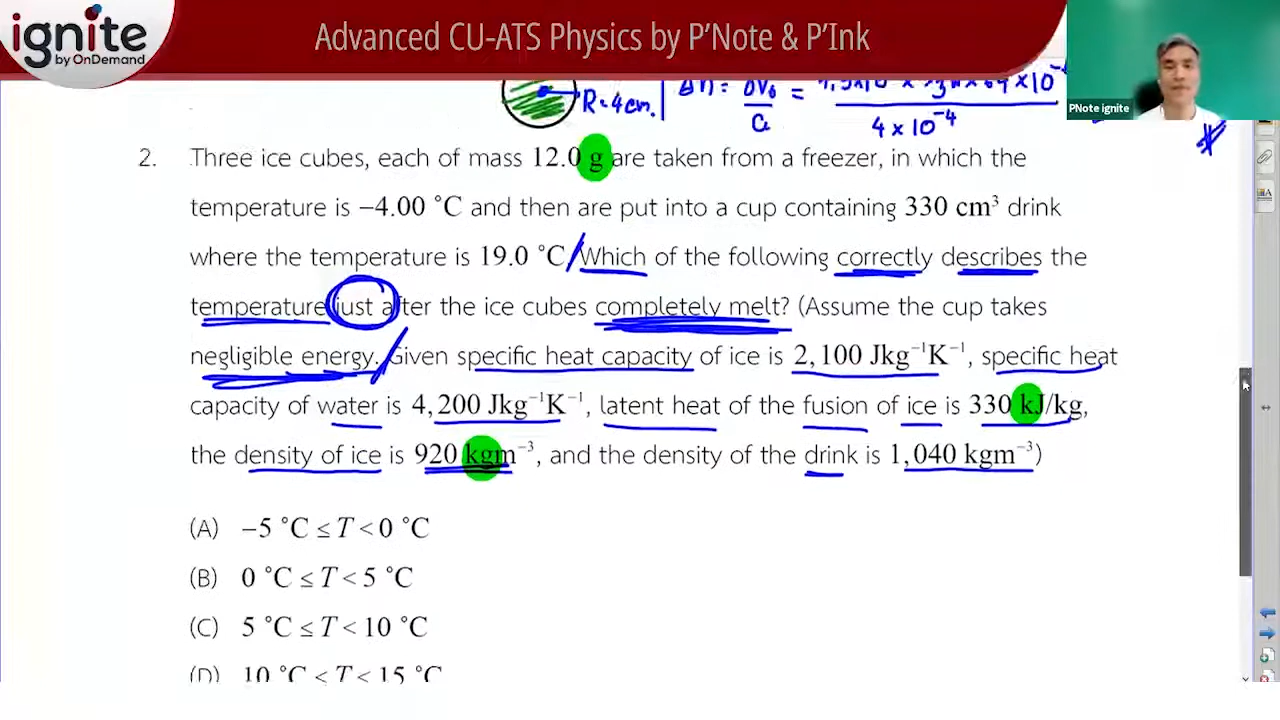 ignite
by OnDemand
Advanced CU-ATS Physics by P'Note & P'Ink
PNote ignite
R=4cm.
Δh = = 
a
4 x 10⁻⁴
2. Three ice cubes, each of mass 12.0 g are taken from a freezer, in which the
temperature is −4.00 °C and then are put into a cup containing 330 cm³ drink
where the temperature is 19.0 °C/Which of the following correctly describes the
temperature just after the ice cubes completely melt? (Assume the cup takes
negligible energy./Given specific heat capacity of ice is 2,100 Jkg⁻¹K⁻¹, specific heat
capacity of water is 4,200 Jkg⁻¹K⁻¹, latent heat of the fusion of ice is 330 kJ/kg,
the density of ice is 920 kgm⁻³, and the density of the drink is 1,040 kgm⁻³)
(A) −5 °C ≤ T < 0 °C
(B) 0 °C ≤ T < 5 °C
(C) 5 °C ≤ T < 10 °C
(D) 10 °C ≤ T < 15 °C